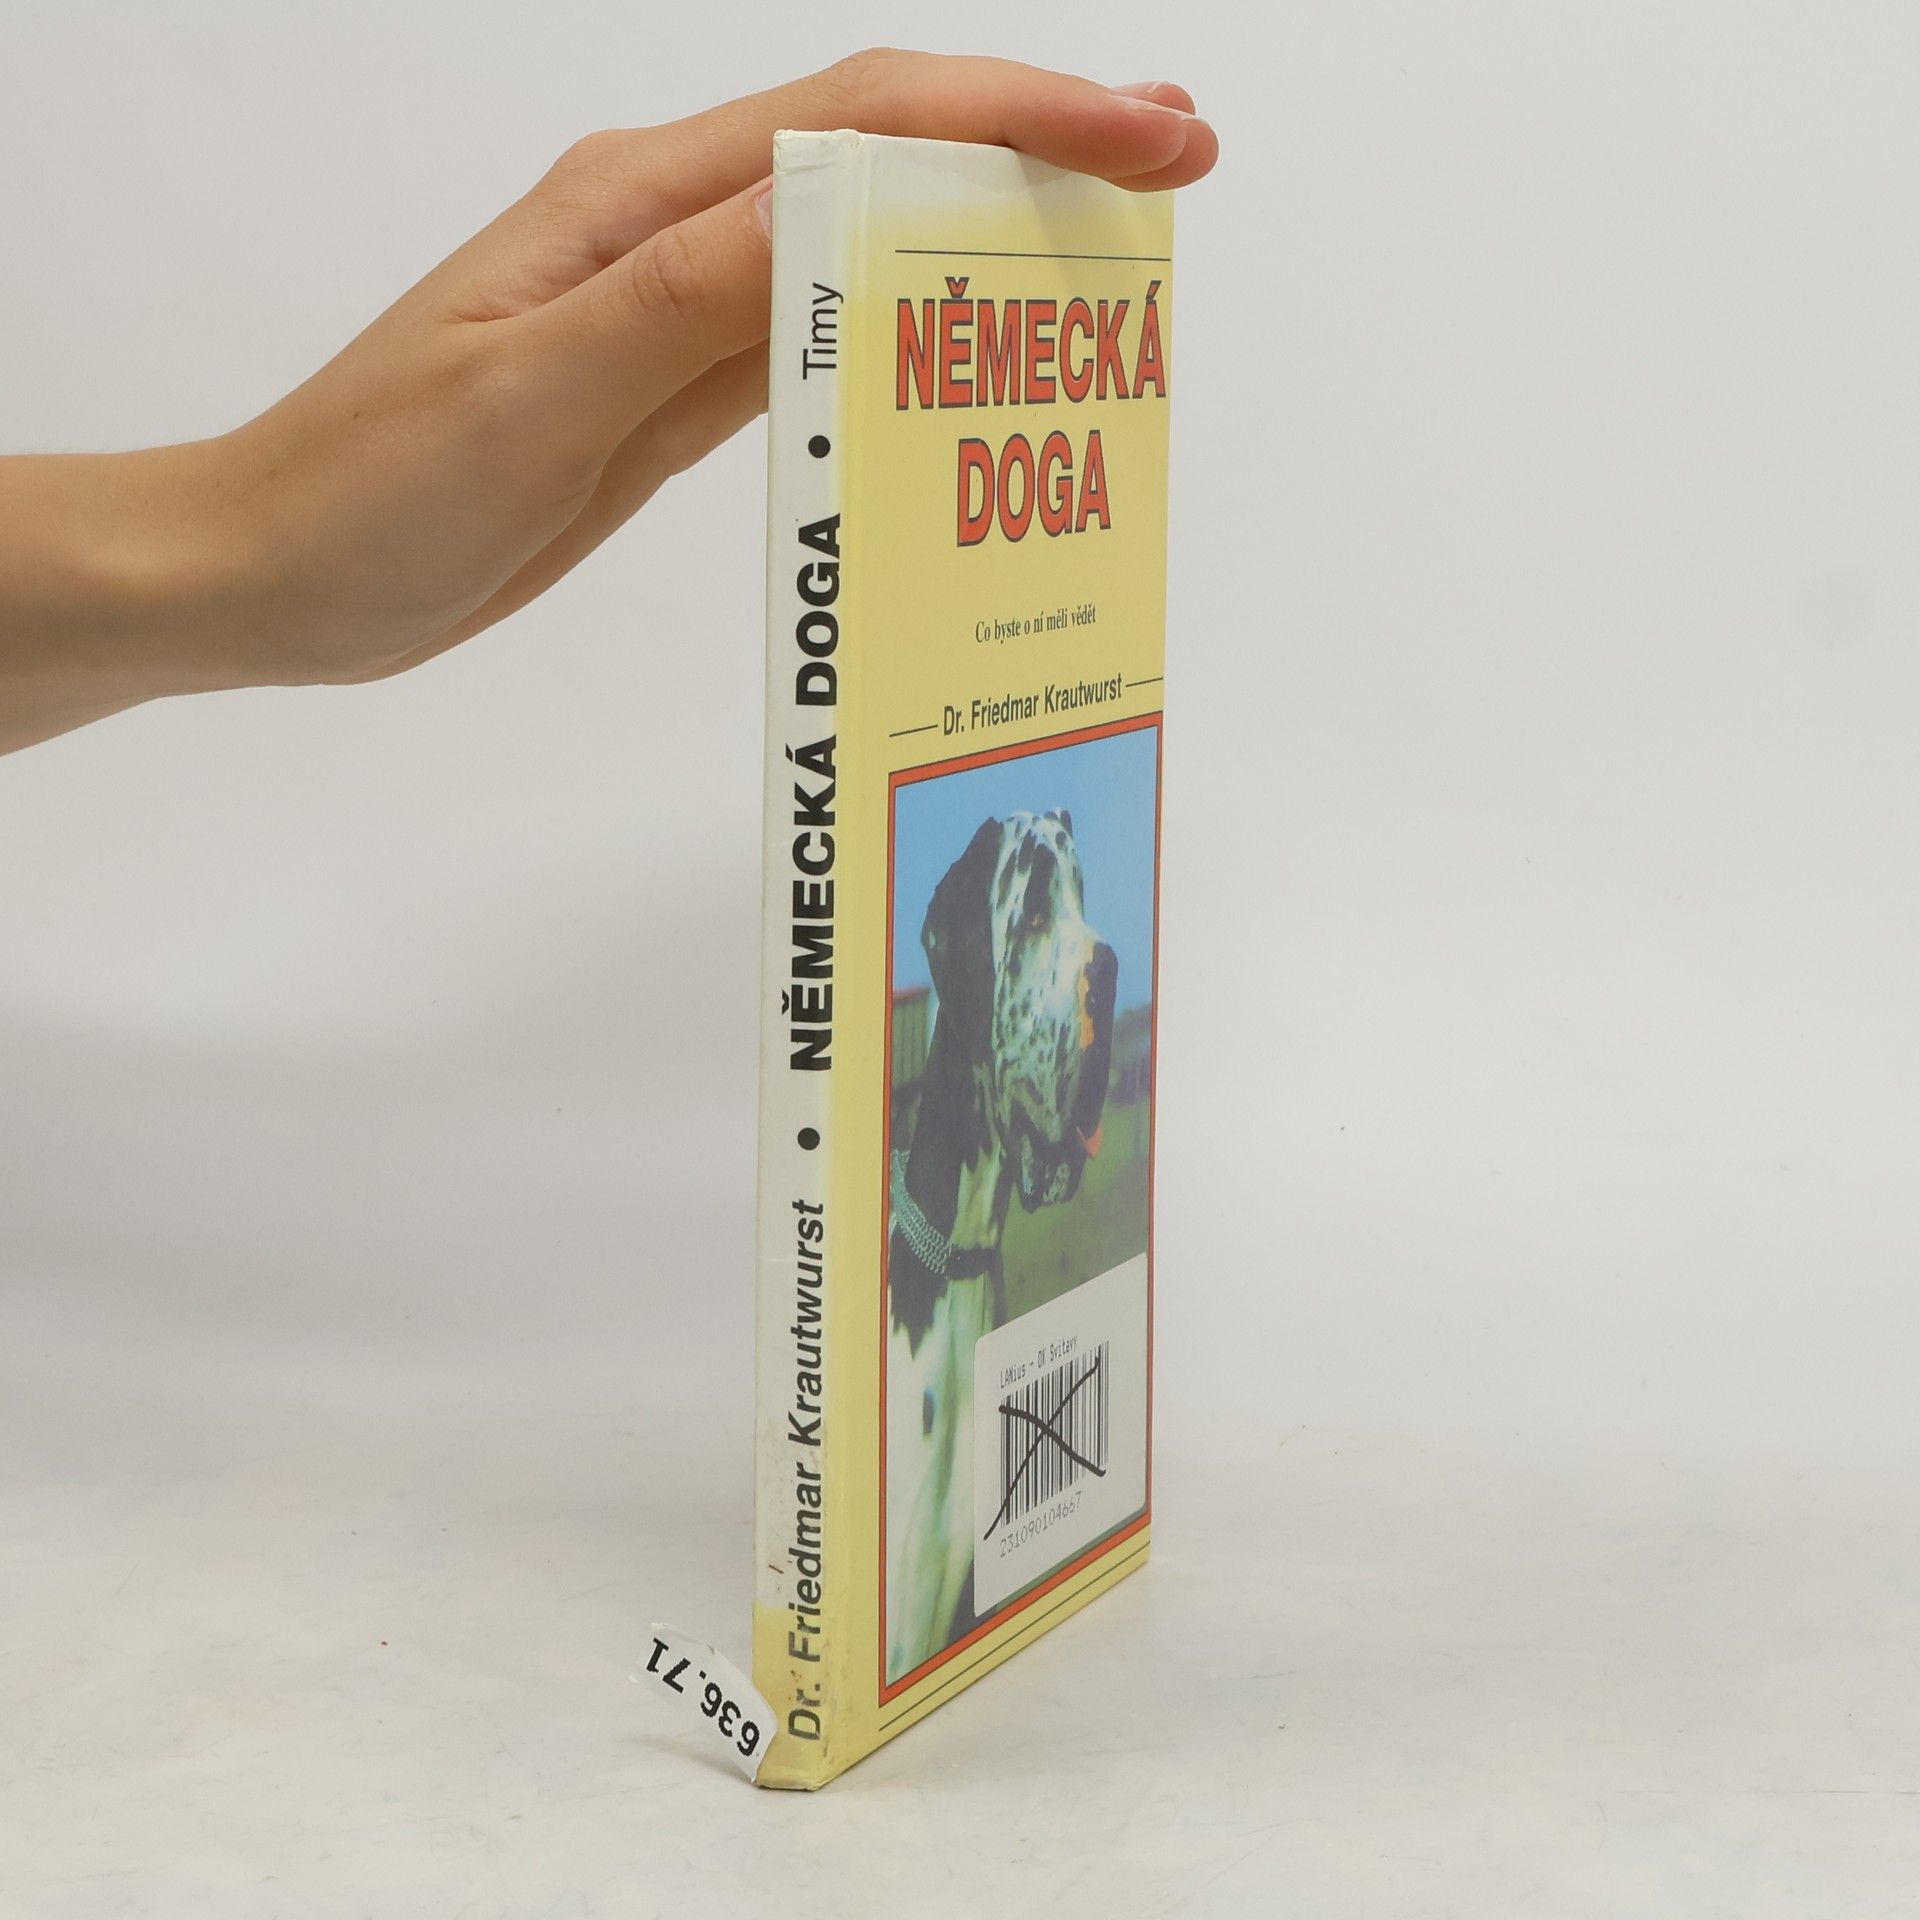 Dr. Friedmar Krautwurst • NĚMECKÁ DOGA • Timy
636.71
NĚMECKÁ
DOGA
Co byste o ní měli vědět
Dr. Friedmar Krautwurst
LANius - OK Svitavy
231090104667